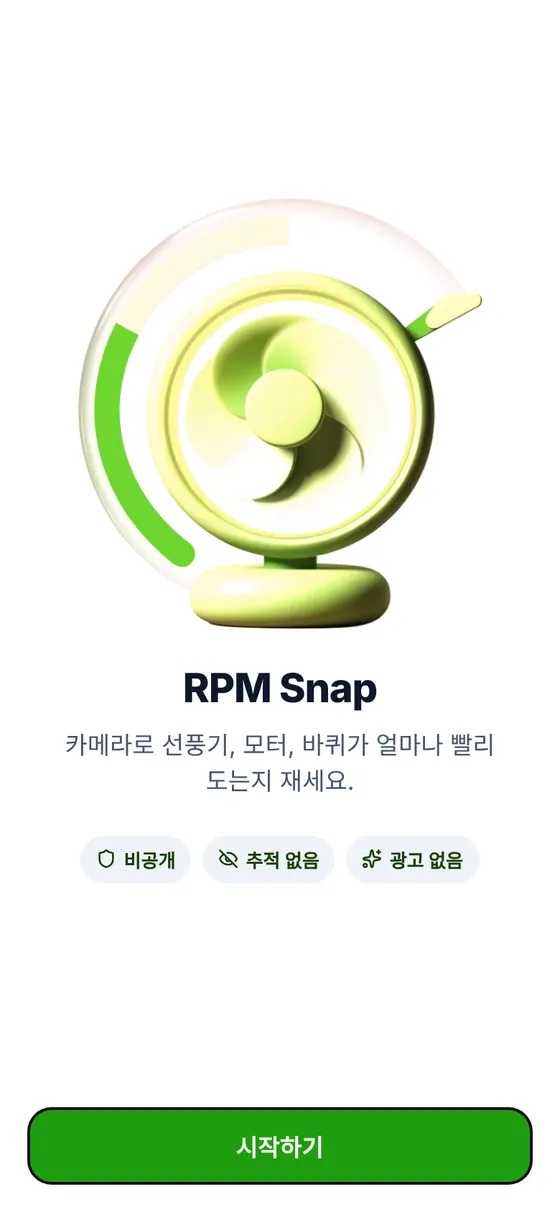 RPM Snap
카메라로 선풍기, 모터, 바퀴가 얼마나 빨리
도는지 재세요.
비공개
추적 없음
광고 없음
시작하기